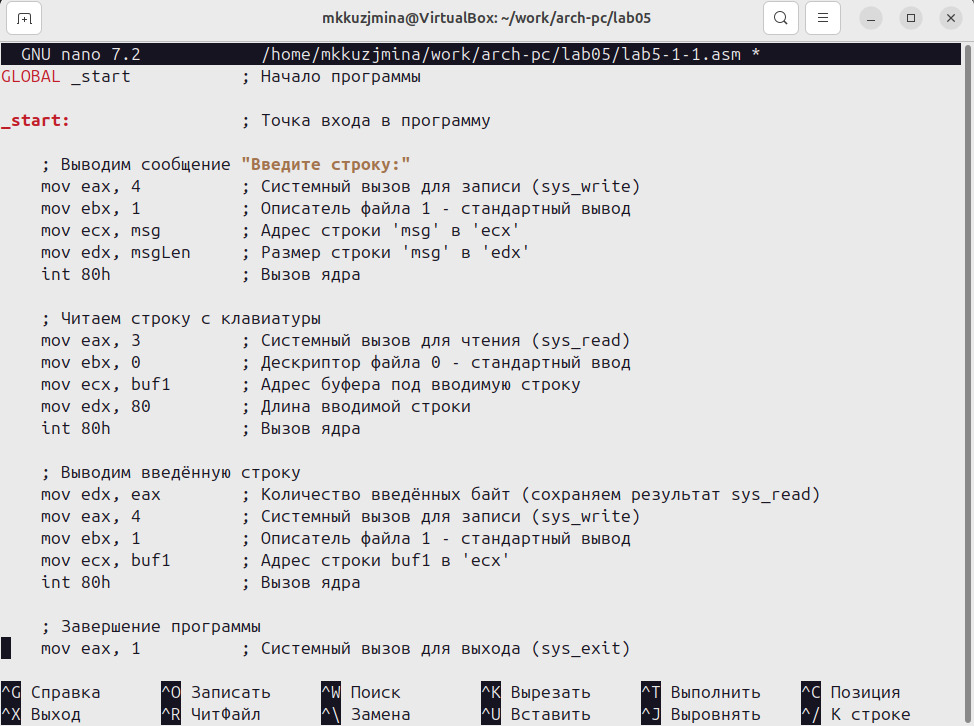 mkkuzjmina@VirtualBox: ~/work/arch-pc/lab05
GNU nano 7.2 /home/mkkuzjmina/work/arch-pc/lab05/lab5-1-1.asm *
GLOBAL _start ; Начало программы
_start: ; Точка входа в программу
; Выводим сообщение "Введите строку:"
mov eax, 4 ; Системный вызов для записи (sys_write)
mov ebx, 1 ; Описатель файла 1 - стандартный вывод
mov ecx, msg ; Адрес строки 'msg' в 'ecx'
mov edx, msgLen ; Размер строки 'msg' в 'edx'
int 80h ; Вызов ядра
; Читаем строку с клавиатуры
mov eax, 3 ; Системный вызов для чтения (sys_read)
mov ebx, 0 ; Дескриптор файла 0 - стандартный ввод
mov ecx, buf1 ; Адрес буфера под вводимую строку
mov edx, 80 ; Длина вводимой строки
int 80h ; Вызов ядра
; Выводим введённую строку
mov edx, eax ; Количество введённых байт (сохраняем результат sys_read)
mov eax, 4 ; Системный вызов для записи (sys_write)
mov ebx, 1 ; Описатель файла 1 - стандартный вывод
mov ecx, buf1 ; Адрес строки buf1 в 'ecx'
int 80h ; Вызов ядра
; Завершение программы
mov eax, 1 ; Системный вызов для выхода (sys_exit)
^G Справка ^O Записать ^W Поиск ^K Вырезать ^T Выполнить ^C Позиция
^X Выход ^R ЧитФайл ^\ Замена ^U Вставить ^J Выровнять ^/ К строке